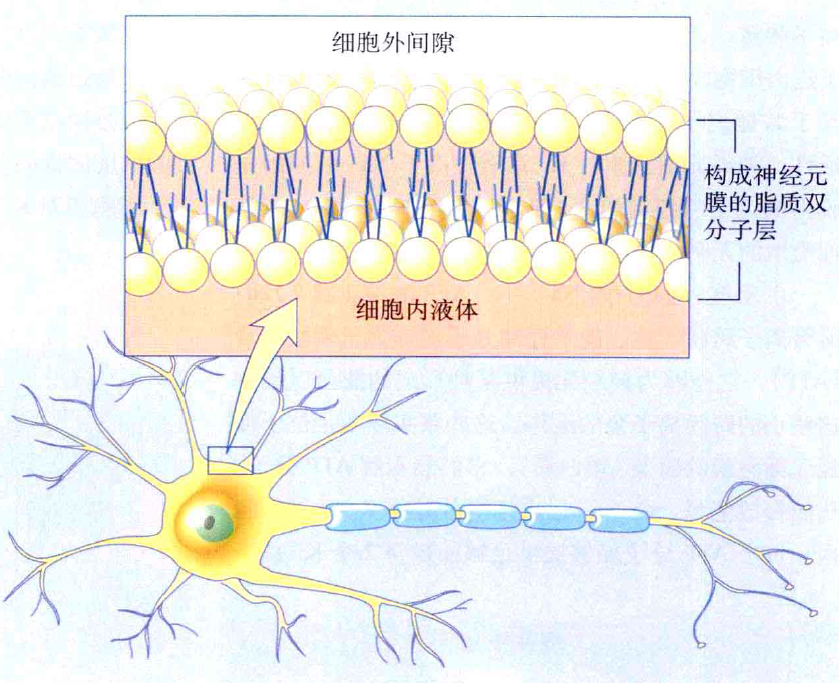 细胞外间隙
构成神经元
膜的脂质双
分子层
细胞内液体